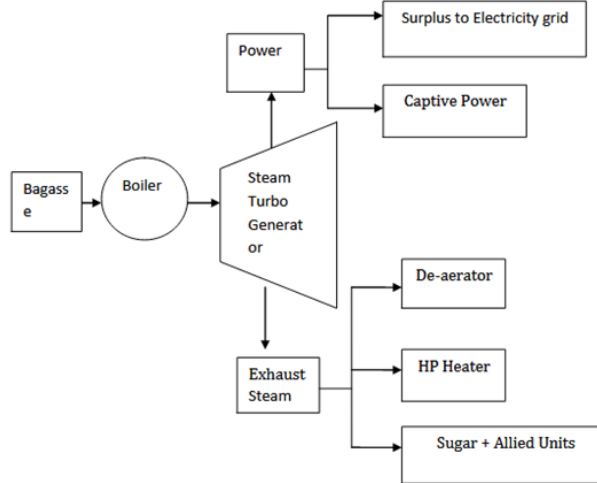 Surplus to Electricity grid
Power
Captive Power
Bagass
e
Boiler
Steam
Turbo
Generat
or
De-aerator
Exhaust
Steam
HP Heater
Sugar + Allied Units